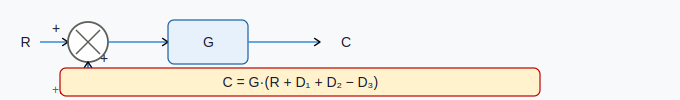 +
R G C
+
C = G·(R + D₁ + D₂ − D₃)
+